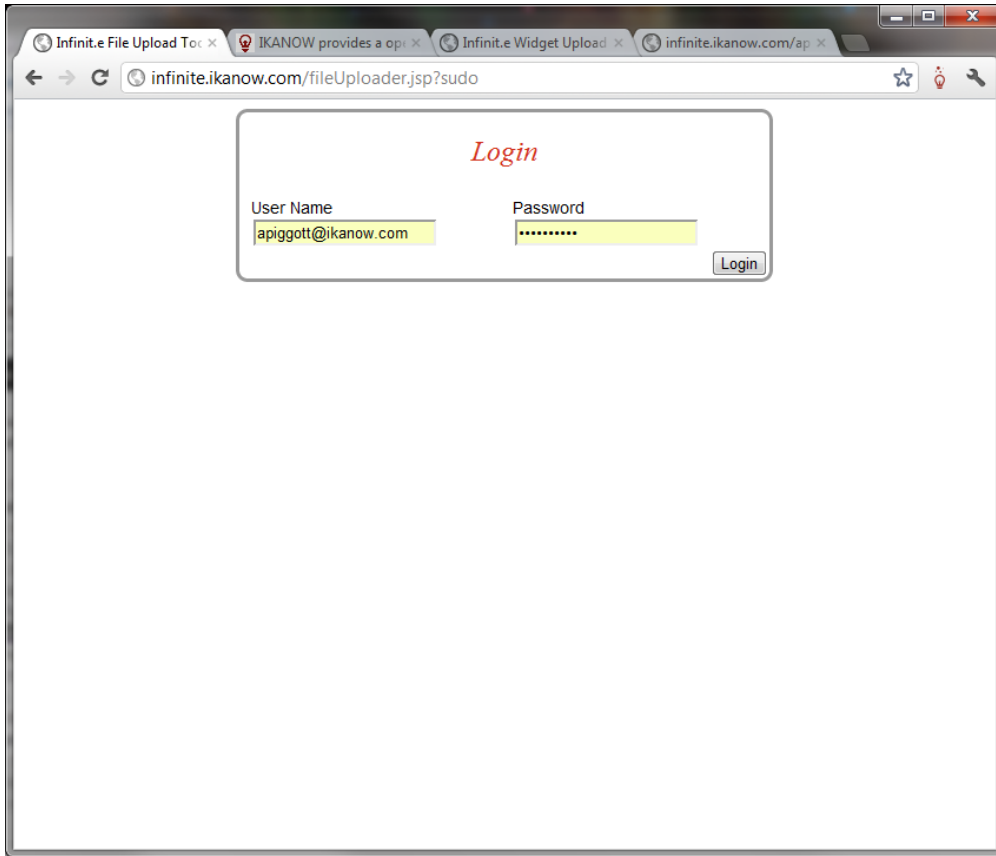 Infinit.e File Upload Too
IKANOW provides a ope
Infinit.e Widget Upload
infinite.ikanow.com/ap
infinite.ikanow.com/fileUploader.jsp?sudo
Login
User Name Password
apiggott@ikanow.com ••••••••••
Login